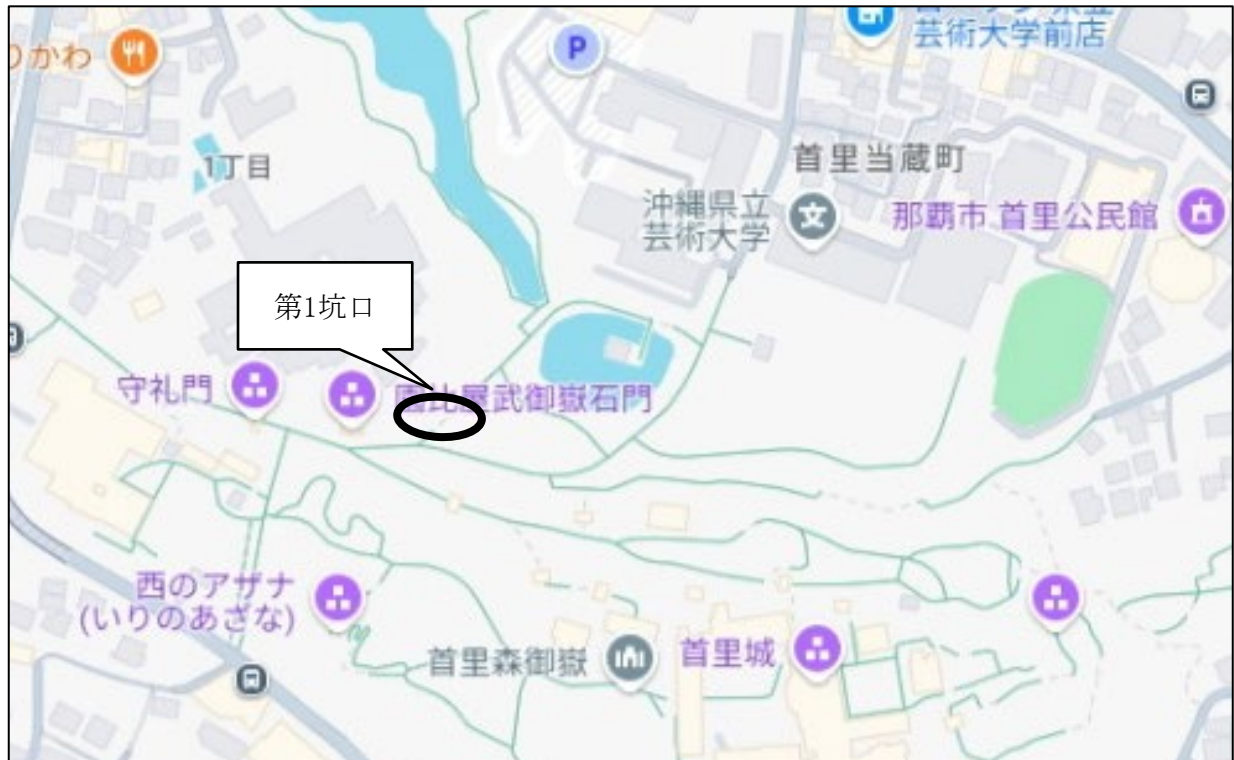 りかわ
P
芸術大学前店
1丁目
首里当蔵町
沖縄県立
芸術大学
文
那覇市 首里公民館
第1坑口
守礼門
園比屋武御嶽石門
西のアザナ
(いりのあざな)
首里森御嶽
首里城